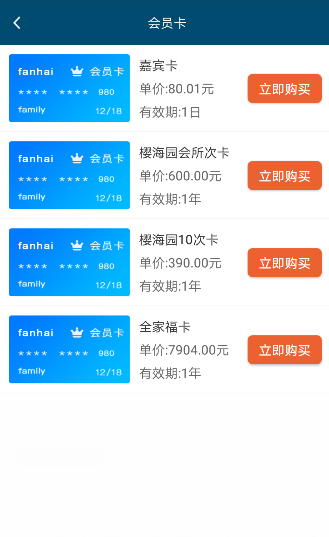 会员卡
fanhai 会员卡
**** **** 980
family 12/18
嘉宾卡
单价:80.01元
有效期:1日
立即购买
fanhai 会员卡
**** **** 980
family 12/18
樱海园会所次卡
单价:600.00元
有效期:1年
立即购买
fanhai 会员卡
**** **** 980
family 12/18
樱海园10次卡
单价:390.00元
有效期:1年
立即购买
fanhai 会员卡
**** **** 980
family 12/18
全家福卡
单价:7904.00元
有效期:1年
立即购买